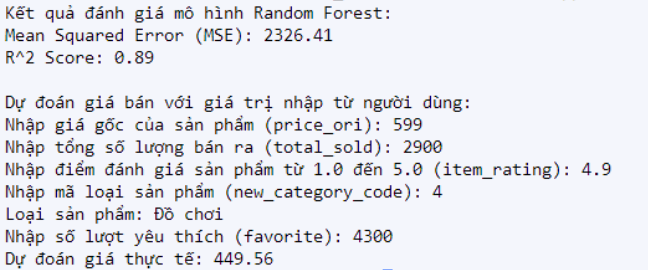 Kết quả đánh giá mô hình Random Forest:
Mean Squared Error (MSE): 2326.41
R^2 Score: 0.89
Dự đoán giá bán với giá trị nhập từ người dùng:
Nhập giá gốc của sản phẩm (price_ori): 599
Nhập tổng số lượng bán ra (total_sold): 2900
Nhập điểm đánh giá sản phẩm từ 1.0 đến 5.0 (item_rating): 4.9
Nhập mã loại sản phẩm (new_category_code): 4
Loại sản phẩm: Đồ chơi
Nhập số lượt yêu thích (favorite): 4300
Dự đoán giá thực tế: 449.56